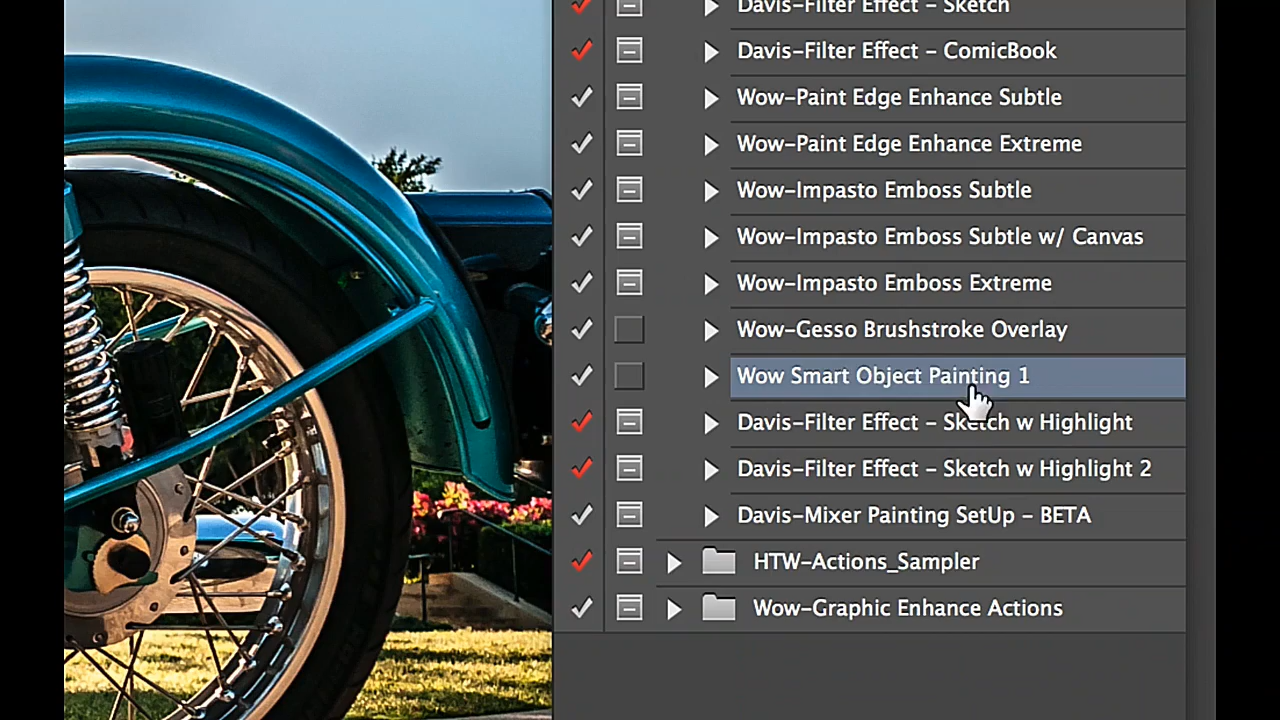 Davis-Filter Effect - Sketch
Davis-Filter Effect - ComicBook
Wow-Paint Edge Enhance Subtle
Wow-Paint Edge Enhance Extreme
Wow-Impasto Emboss Subtle
Wow-Impasto Emboss Subtle w/ Canvas
Wow-Impasto Emboss Extreme
Wow-Gesso Brushstroke Overlay
Wow Smart Object Painting 1
Davis-Filter Effect - Sketch w Highlight
Davis-Filter Effect - Sketch w Highlight 2
Davis-Mixer Painting SetUp - BETA
HTW-Actions_Sampler
Wow-Graphic Enhance Actions